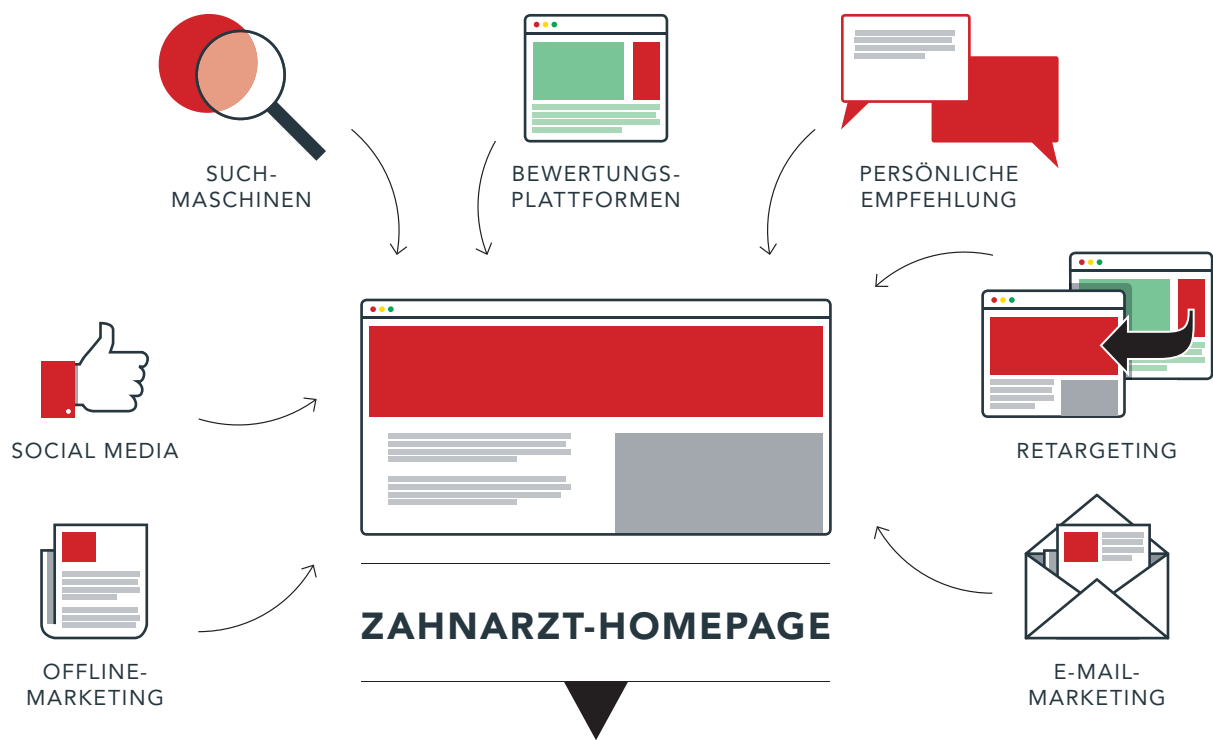 SUCH-
MASCHINEN
BEWERTUNGS-
PLATTFORMEN
PERSÖNLICHE
EMPFEHLUNG
SOCIAL MEDIA
RETARGETING
OFFLINE-
MARKETING
ZAHNARZT-HOMEPAGE
E-MAIL-
MARKETING